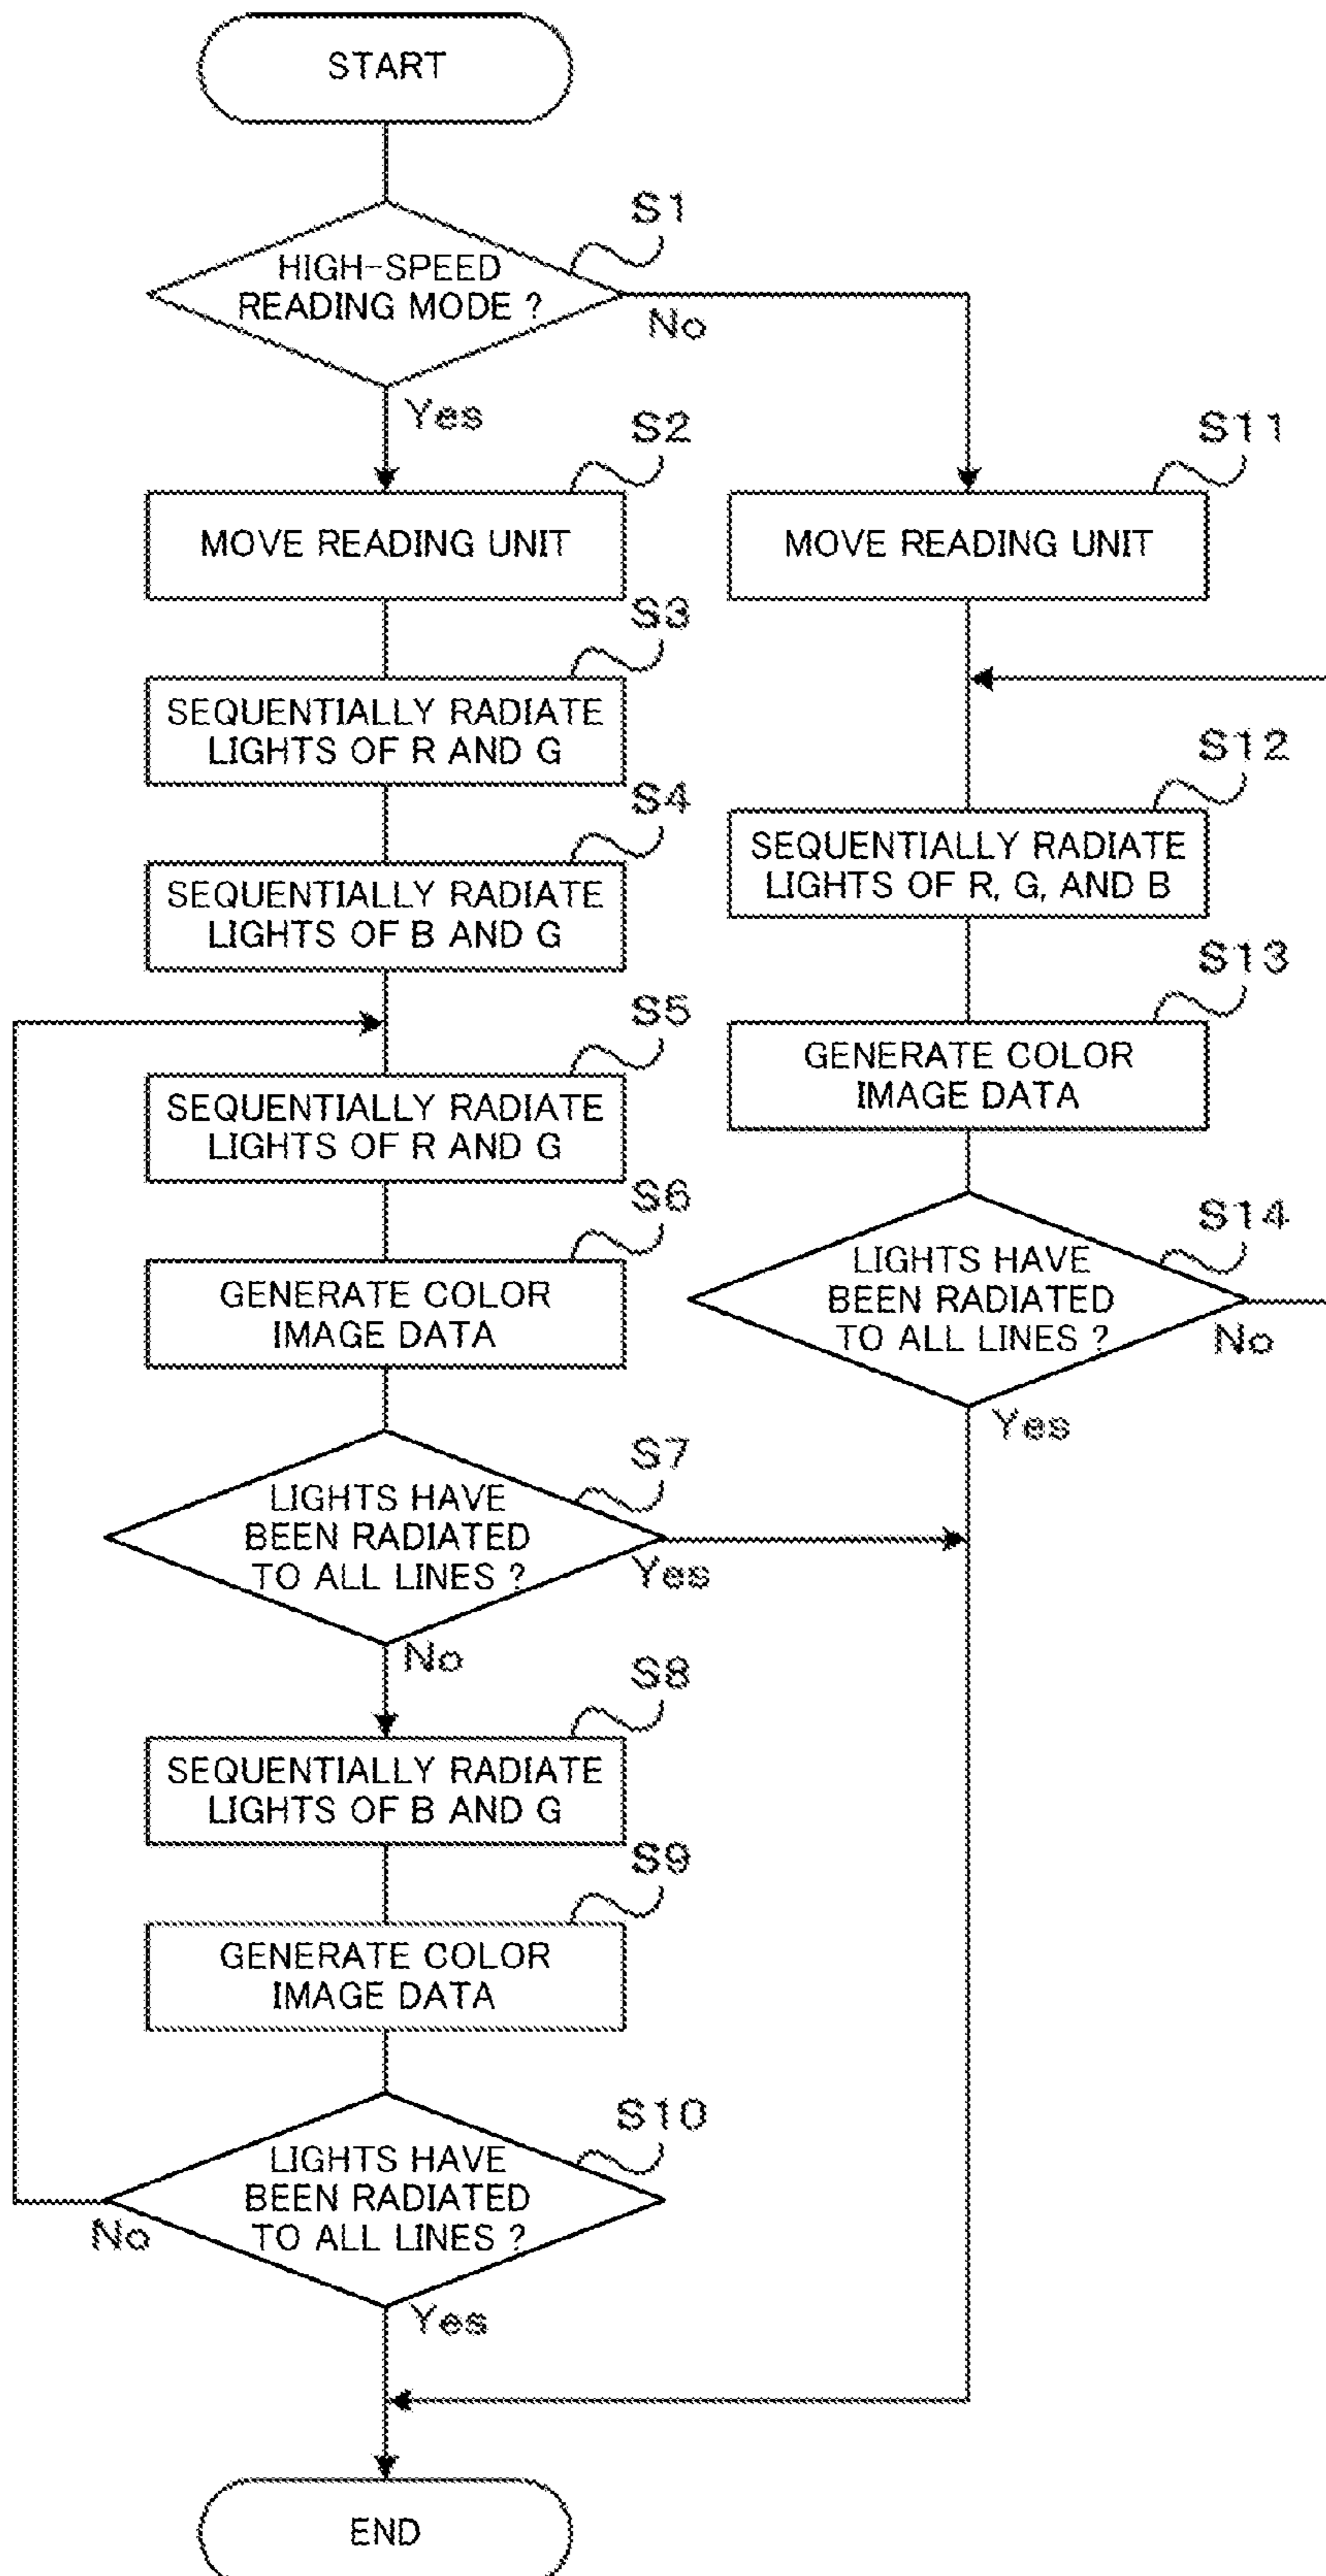 START
S1
HIGH-SPEED
READING MODE ?
No
Yes
S2
MOVE READING UNIT
S3
SEQUENTIALLY RADIATE
LIGHTS OF R AND G
S4
SEQUENTIALLY RADIATE
LIGHTS OF B AND G
S5
SEQUENTIALLY RADIATE
LIGHTS OF R AND G
S6
GENERATE COLOR
IMAGE DATA
S7
LIGHTS HAVE
BEEN RADIATED
TO ALL LINES ?
Yes
No
S8
SEQUENTIALLY RADIATE
LIGHTS OF B AND G
S9
GENERATE COLOR
IMAGE DATA
S10
LIGHTS HAVE
BEEN RADIATED
TO ALL LINES ?
No
Yes
S11
MOVE READING UNIT
S12
SEQUENTIALLY RADIATE
LIGHTS OF R, G, AND B
S13
GENERATE COLOR
IMAGE DATA
S14
LIGHTS HAVE
BEEN RADIATED
TO ALL LINES ?
No
Yes
END